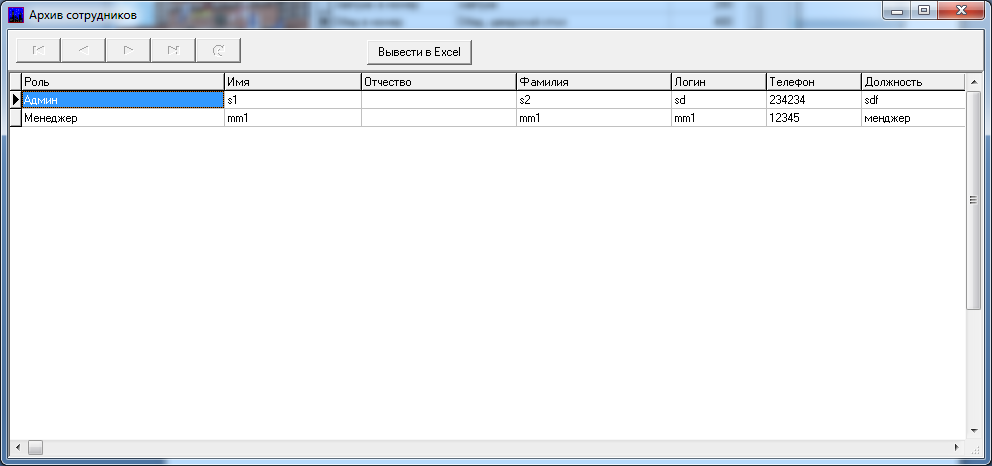 Архив сотрудников
Вывести в Excel
Роль Имя Отчество Фамилия Логин Телефон Должность
Админ s1 s2 sd 234234 sdf
Менеджер mm1 mm1 mm1 12345 менджер